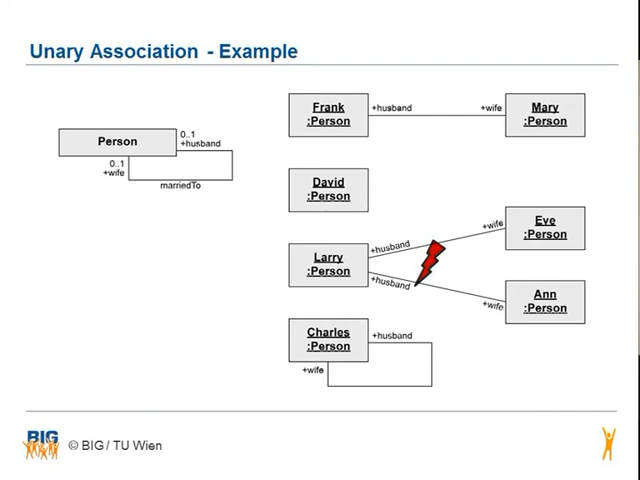 Unary Association - Example
Person
0..1
+husband
0..1
+wife
marriedTo
Frank
:Person
+husband
+wife
Mary
:Person
David
:Person
Larry
:Person
+husband
+husband
+wife
Eve
:Person
+wife
Ann
:Person
Charles
:Person
+husband
+wife
BIG
© BIG / TU Wien